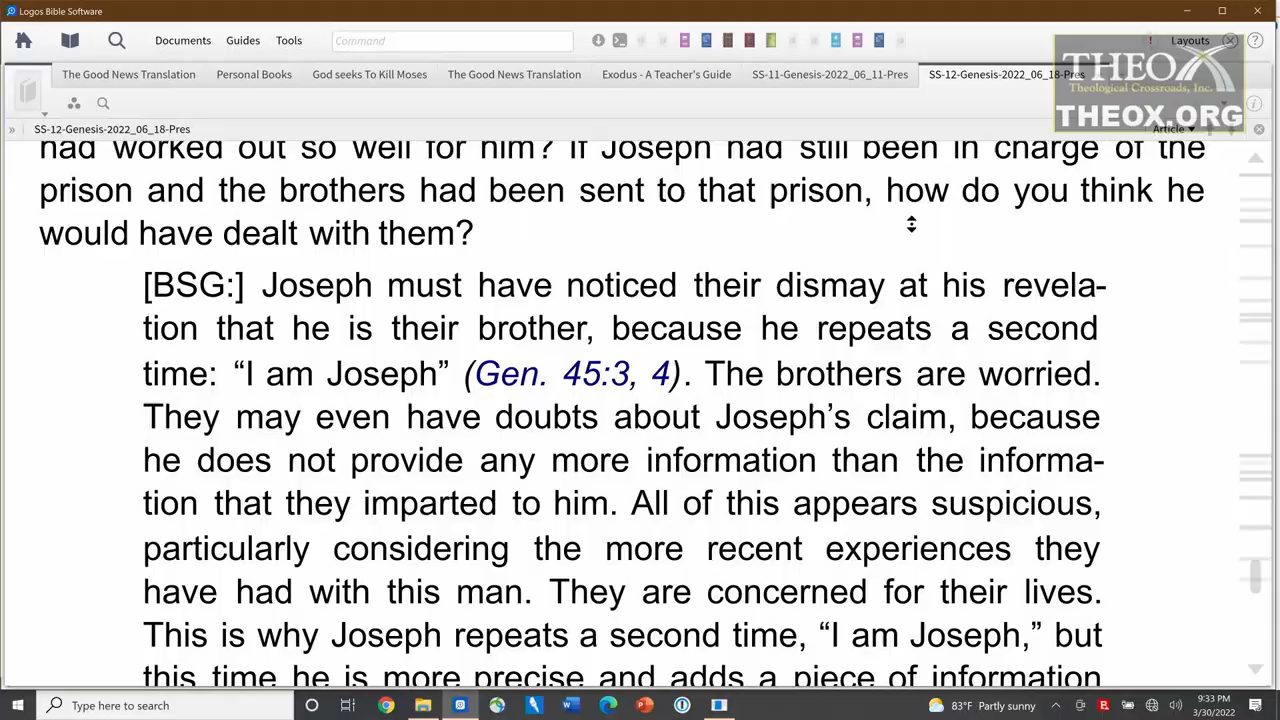 Logos Bible Software
Documents Guides Tools Command Layouts
The Good News Translation Personal Books God seeks To Kill Moses The Good News Translation Exodus - A Teacher's Guide SS-11-Genesis-2022_06_11-Pres SS-12-Genesis-2022_06_18-Pres
THEOX
Theological Crossroads, Inc.
THEOX.ORG
» SS-12-Genesis-2022_06_18-Pres Article
had worked out so well for him? If Joseph had still been in charge of the
prison and the brothers had been sent to that prison, how do you think he
would have dealt with them?
[BSG:] Joseph must have noticed their dismay at his revela-
tion that he is their brother, because he repeats a second
time: “I am Joseph” (Gen. 45:3, 4). The brothers are worried.
They may even have doubts about Joseph’s claim, because
he does not provide any more information than the informa-
tion that they imparted to him. All of this appears suspicious,
particularly considering the more recent experiences they
have had with this man. They are concerned for their lives.
This is why Joseph repeats a second time, “I am Joseph,” but
this time he is more precise and adds a piece of information
Type here to search 83°F Partly sunny 9:33 PM
3/30/2022